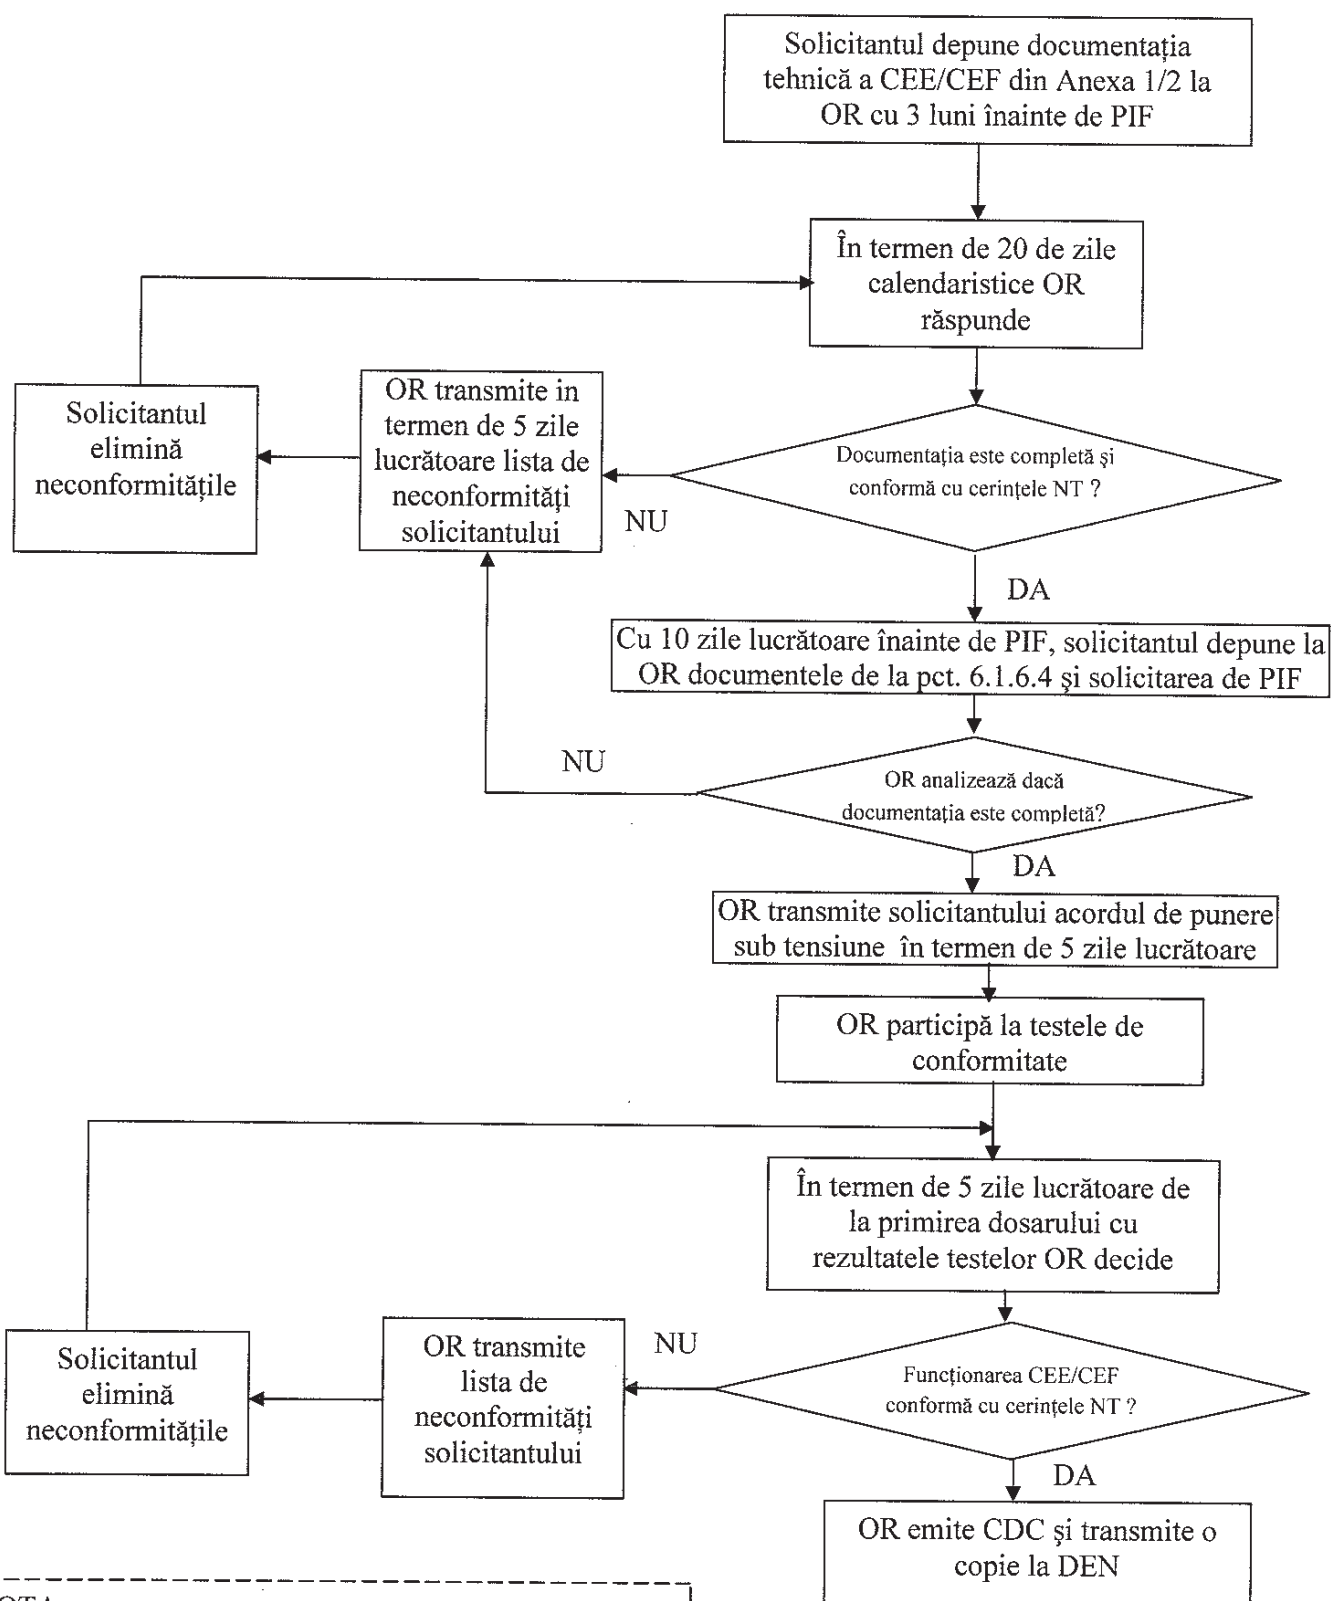 Solicitantul depune documentația
tehnică a CEE/CEF din Anexa 1/2 la
OR cu 3 luni înainte de PIF
În termen de 20 de zile
calendaristice OR
răspunde
Solicitantul
elimină
neconformitățile
OR transmite in
termen de 5 zile
lucrătoare lista de
neconformități
solicitantului
Documentația este completă și
conformă cu cerințele NT ?
NU
DA
Cu 10 zile lucrătoare înainte de PIF, solicitantul depune la
OR documentele de la pct. 6.1.6.4 și solicitarea de PIF
NU
OR analizează dacă
documentația este completă?
DA
OR transmite solicitantului acordul de punere
sub tensiune în termen de 5 zile lucrătoare
OR participă la testele de
conformitate
În termen de 5 zile lucrătoare de
la primirea dosarului cu
rezultatele testelor OR decide
Solicitantul
elimină
neconformitățile
OR transmite
lista de
neconformități
solicitantului
NU
Funcționarea CEE/CEF
conformă cu cerințele NT ?
DA
OR emite CDC și transmite o
copie la DEN